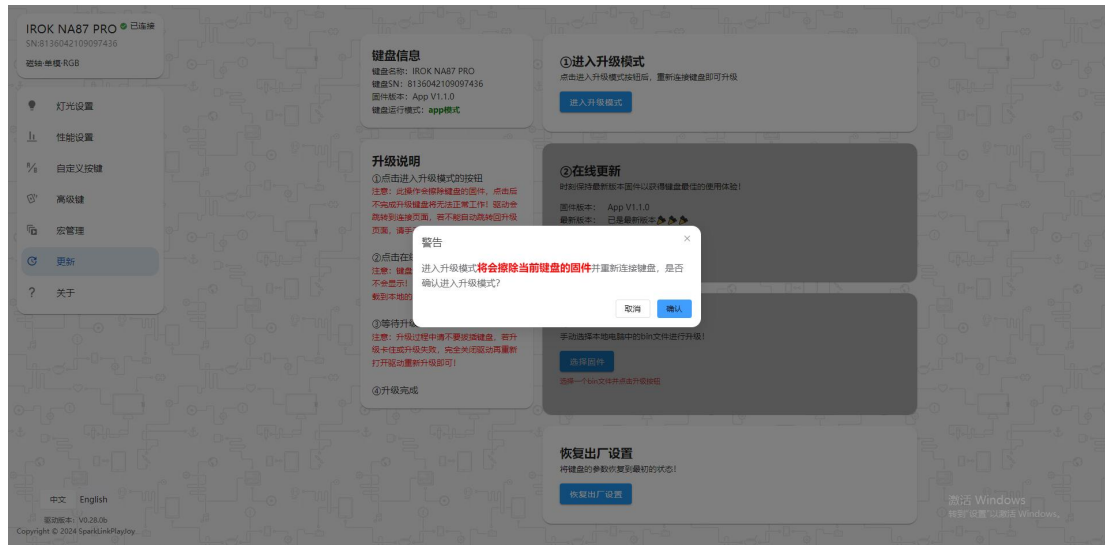 IROK NA87 PRO 已连接
SN:8136042109097436
磁轴·单模·RGB
灯光设置
性能设置
自定义按键
高级键
宏管理
更新
关于
中文 English
驱动版本: V0.28.0b
Copyright © 2024 SparkLinkPlayJoy
键盘信息
键盘名称: IROK NA87 PRO
键盘SN: 8136042109097436
固件版本: App V1.1.0
键盘运行模式: app模式
升级说明
①点击进入升级模式的按钮
注意: 此操作会擦除键盘的固件, 点击后
不完成升级键盘将无法正常工作! 驱动会
跳转到连接页面, 若不能自动跳转回升级
页面, 请手
②点击在
注意: 键盘
不会显示!
载到本地的
③等待升级
注意: 升级过程中请不要拔插键盘, 若升
级卡住或升级失败, 完全关闭驱动再重新
打开驱动重新升级即可!
④升级完成
警告
进入升级模式将会擦除当前键盘的固件并重新连接键盘, 是否
确认进入升级模式?
取消
确认
①进入升级模式
点击进入升级模式按钮后, 重新连接键盘即可升级
进入升级模式
②在线更新
时刻保持最新版本固件以获得键盘最佳的使用体验!
固件版本: App V1.1.0
最新版本: 已是最新版本🎉🎉🎉
手动选择本地电脑中的bin文件进行升级!
选择固件
选择一个bin文件并点击升级按钮
恢复出厂设置
将键盘的参数恢复到最初的状态!
恢复出厂设置
激活 Windows
转到"设置"以激活 Windows。